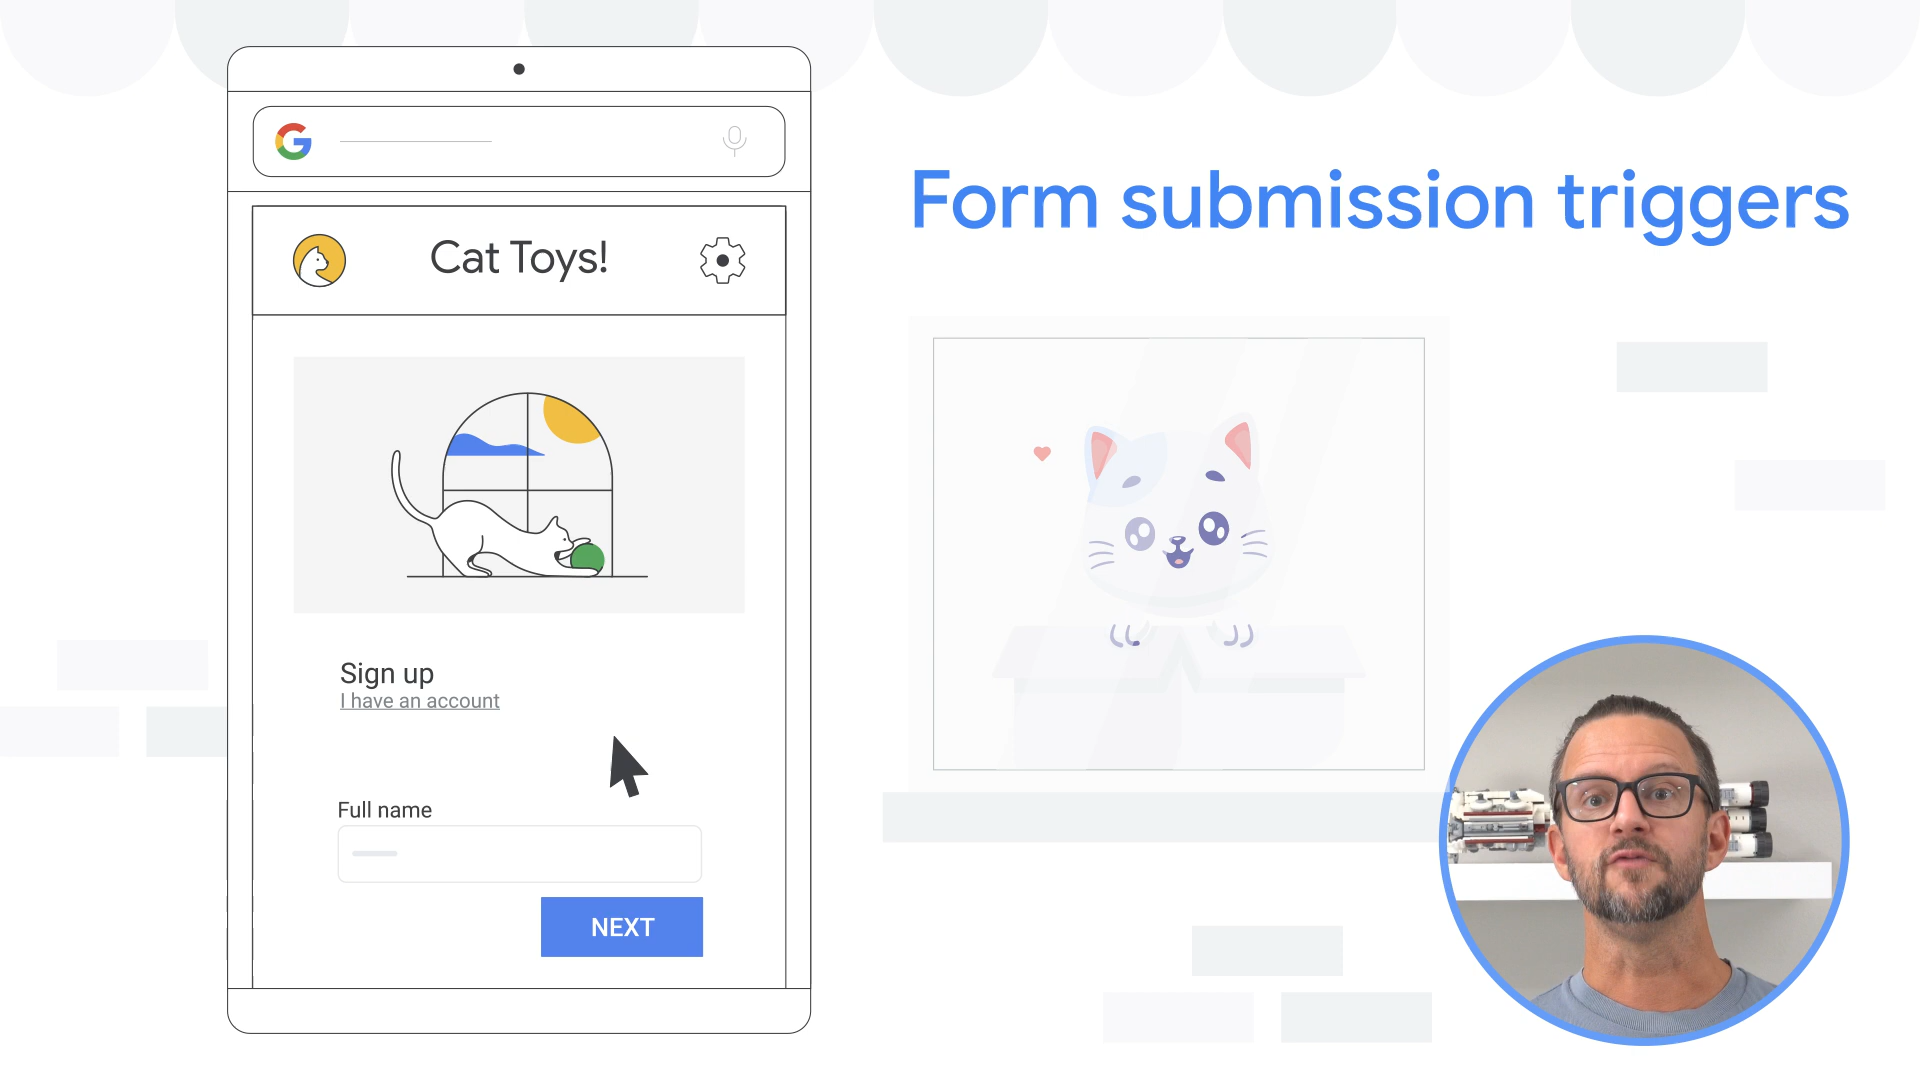 Form submission triggers
Cat Toys!
Sign up
I have an account
Full name
NEXT